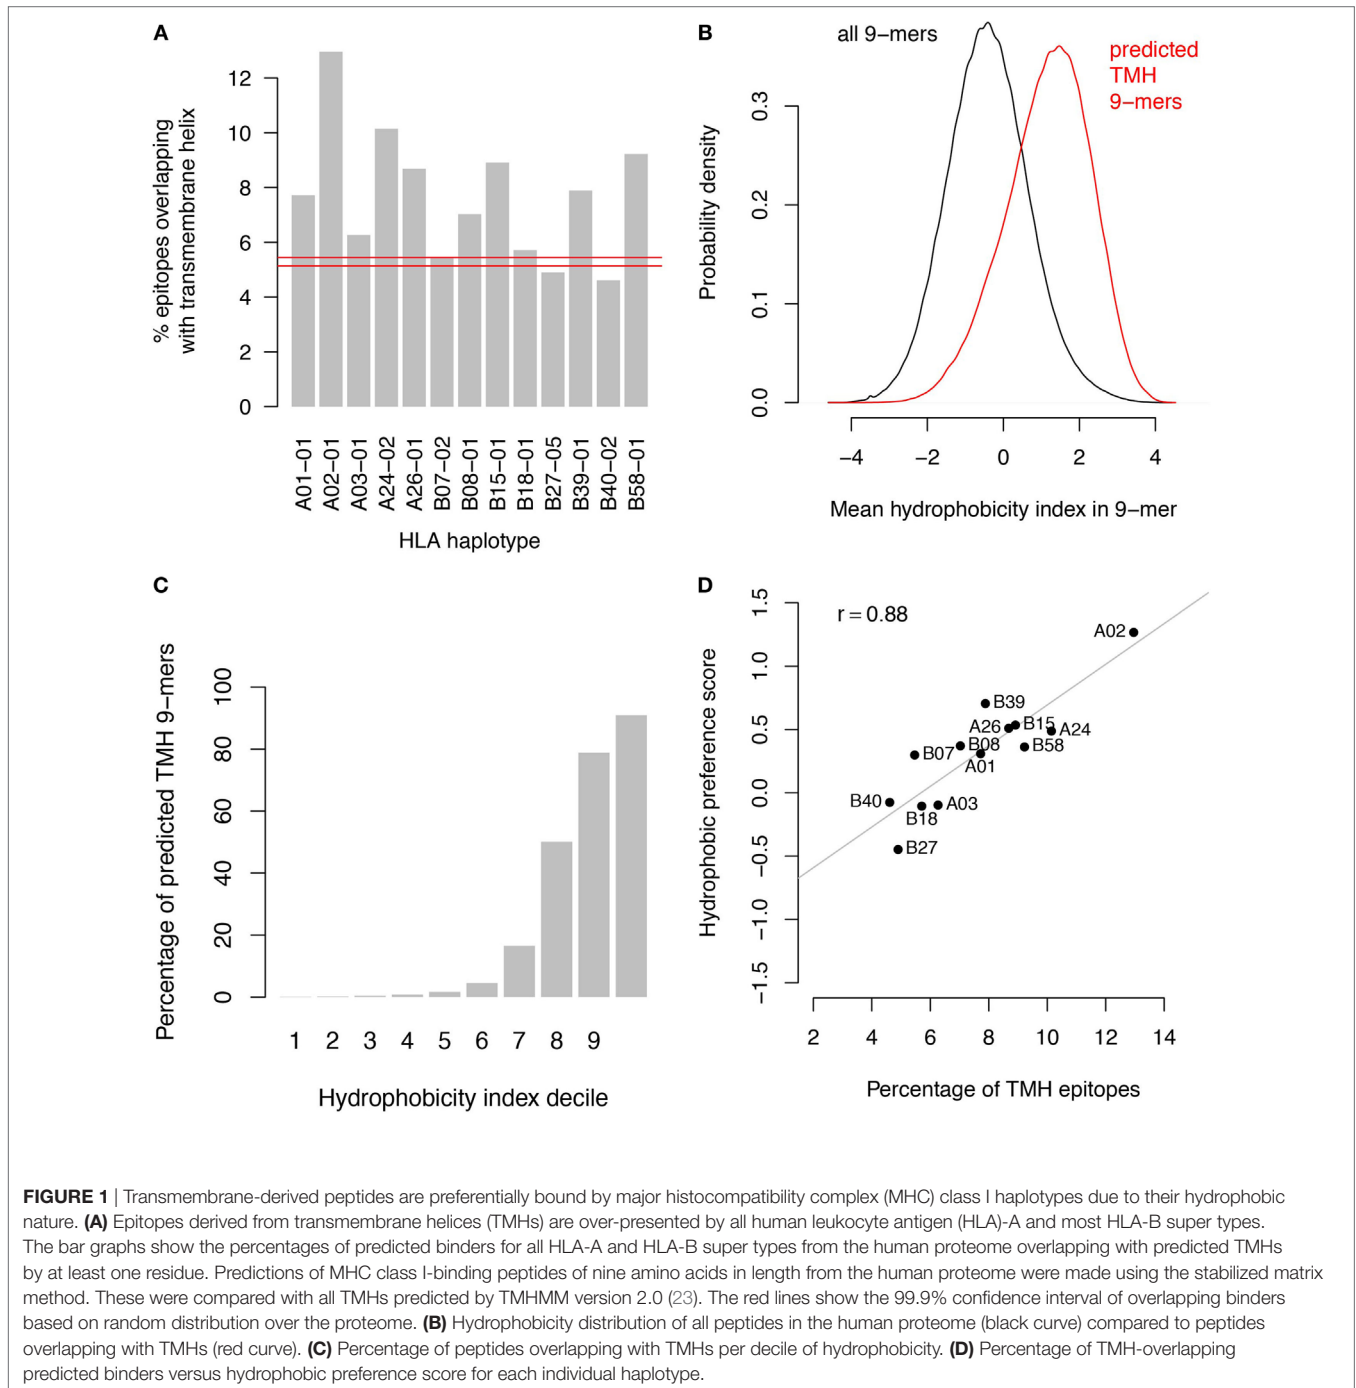 A
12
10
8
6
4
2
0
% epitopes overlapping
with transmembrane helix
A01−01
A02−01
A03−01
A24−02
A26−01
B07−02
B08−01
B15−01
B18−01
B27−05
B39−01
B40−02
B58−01
HLA haplotype
B
all 9−mers
predicted
TMH
9−mers
0.3
0.2
0.1
0.0
Probability density
−4 −2 0 2 4
Mean hydrophobicity index in 9−mer
C
100
80
60
40
20
0
Percentage of predicted TMH 9−mers
1 2 3 4 5 6 7 8 9
Hydrophobicity index decile
D
r = 0.88
1.5
1.0
0.5
0.0
−0.5
−1.0
−1.5
Hydrophobic preference score
A02
B39
A26
B15
A24
B08
B58
B07
A01
B40
A03
B18
B27
2 4 6 8 10 12 14
Percentage of TMH epitopes
FIGURE 1 | Transmembrane-derived peptides are preferentially bound by major histocompatibility complex (MHC) class I haplotypes due to their hydrophobic
nature. (A) Epitopes derived from transmembrane helices (TMHs) are over-presented by all human leukocyte antigen (HLA)-A and most HLA-B super types.
The bar graphs show the percentages of predicted binders for all HLA-A and HLA-B super types from the human proteome overlapping with predicted TMHs
by at least one residue. Predictions of MHC class I-binding peptides of nine amino acids in length from the human proteome were made using the stabilized matrix
method. These were compared with all TMHs predicted by TMHMM version 2.0 (23). The red lines show the 99.9% confidence interval of overlapping binders
based on random distribution over the proteome. (B) Hydrophobicity distribution of all peptides in the human proteome (black curve) compared to peptides
overlapping with TMHs (red curve). (C) Percentage of peptides overlapping with TMHs per decile of hydrophobicity. (D) Percentage of TMH-overlapping
predicted binders versus hydrophobic preference score for each individual haplotype.